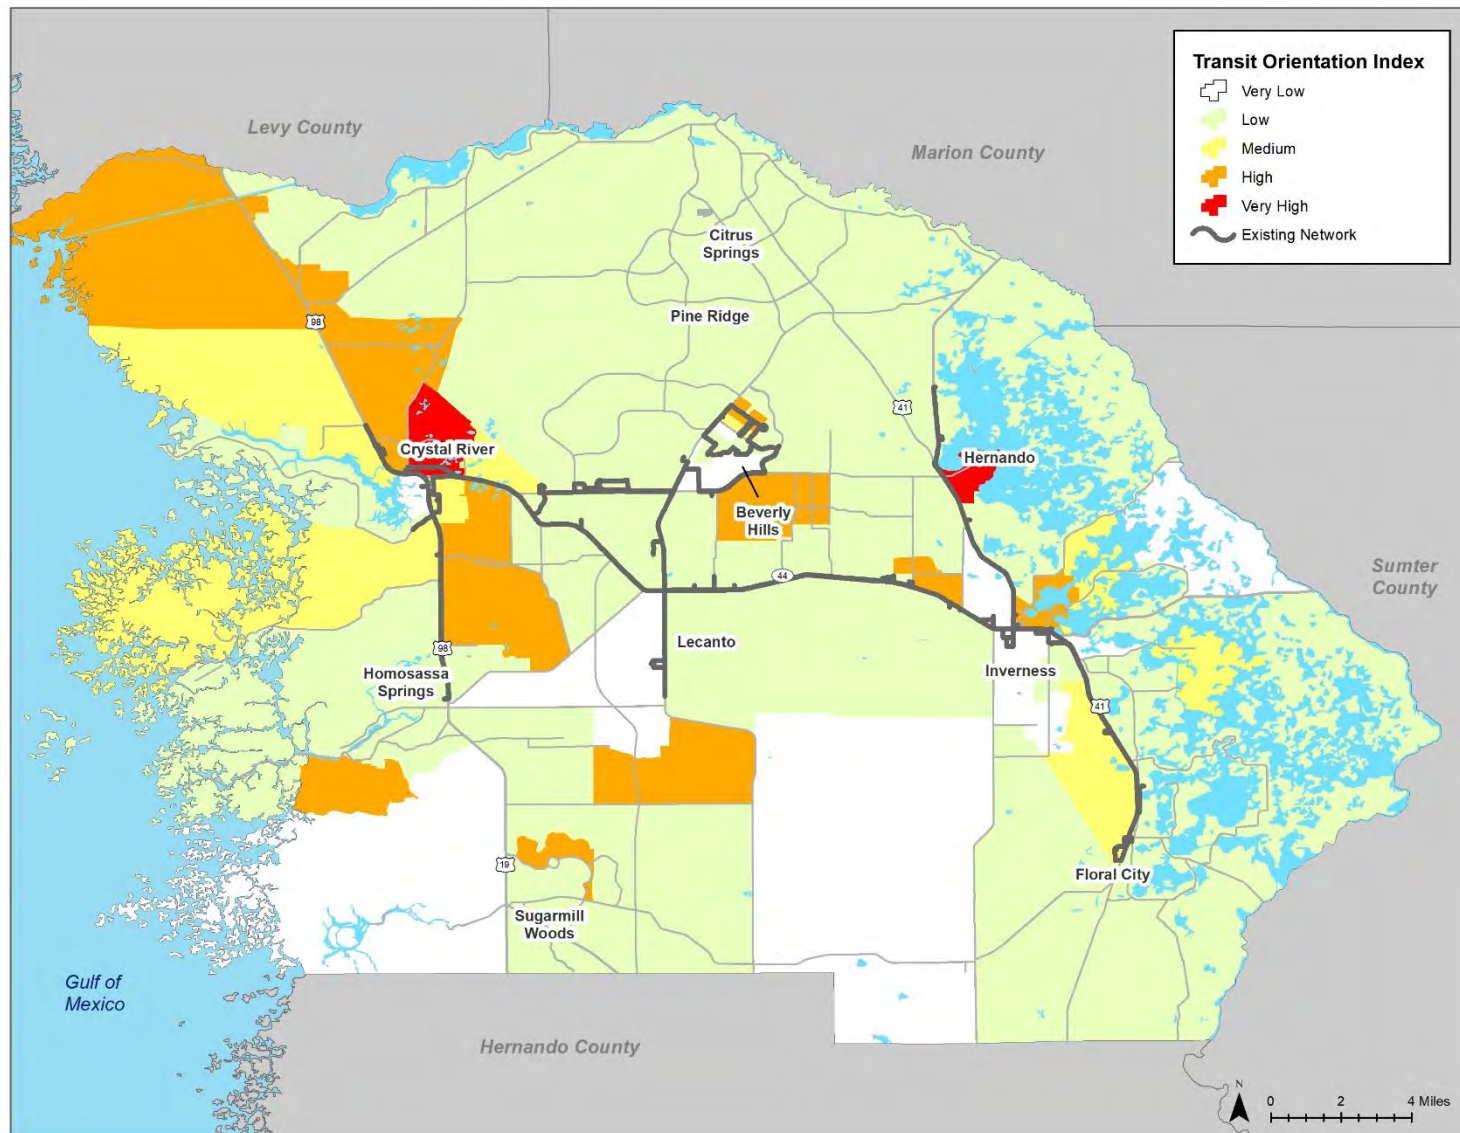 Transit Orientation Index
Very Low
Low
Medium
High
Very High
Existing Network
Levy County
Marion County
Citrus
Springs
Pine Ridge
98
41
Crystal River
Hernando
Beverly
Hills
44
Sumter
County
Lecanto
98
Homosassa
Springs
Inverness
41
19
Floral City
Sugarmill
Woods
Gulf of
Mexico
Hernando County
N
0 2 4 Miles